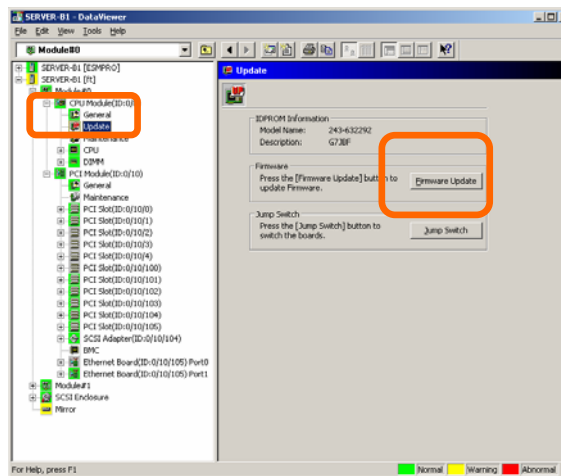 SERVER-B1 - DataViewer
File Edit View Tools Help
Module#0
SERVER-B1 [ESMPRO]
SERVER-B1 [ft]
Module#0
CPU Module(ID:0/0)
General
Update
Maintenance
CPU
DIMM
PCI Module(ID:0/10)
General
Maintenance
PCI Slot(ID:0/10/0)
PCI Slot(ID:0/10/1)
PCI Slot(ID:0/10/2)
PCI Slot(ID:0/10/3)
PCI Slot(ID:0/10/4)
PCI Slot(ID:0/10/100)
PCI Slot(ID:0/10/101)
PCI Slot(ID:0/10/102)
PCI Slot(ID:0/10/103)
PCI Slot(ID:0/10/104)
PCI Slot(ID:0/10/105)
SCSI Adapter(ID:0/10/104)
BMC
Ethernet Board(ID:0/10/105) Port0
Ethernet Board(ID:0/10/105) Port1
Module#1
SCSI Enclosure
Mirror
Update
IDPROM Information
Model Name: 243-632292
Description: G7JBF
Firmware
Press the [Firmware Update] button to
update Firmware.
Firmware Update
Jump Switch
Press the [Jump Switch] button to
switch the boards.
Jump Switch
For Help, press F1
Normal Warning Abnormal